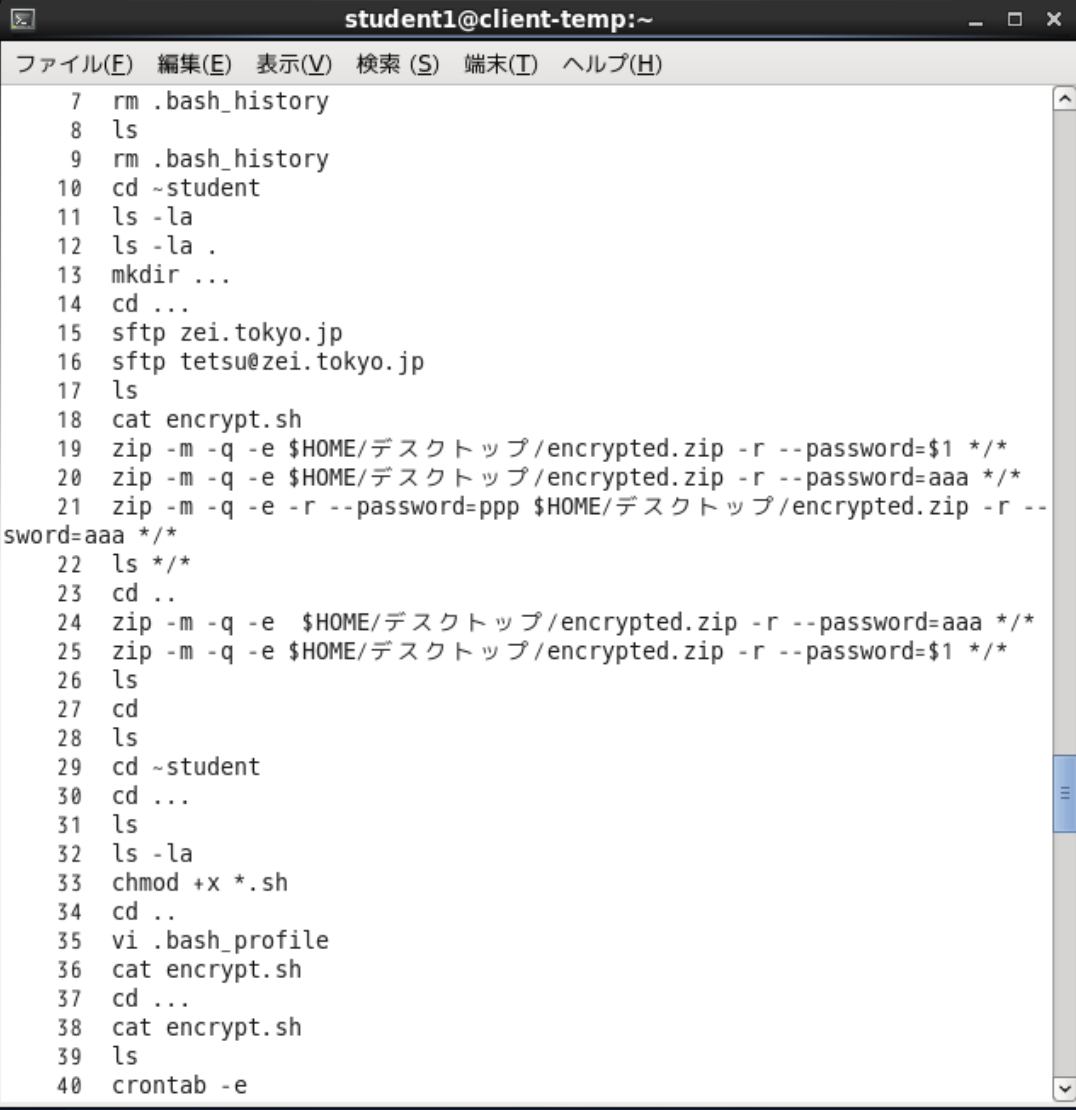 student1@client-temp:~
ファイル(F) 編集(E) 表示(V) 検索 (S) 端末(T) ヘルプ(H)
7 rm .bash_history
8 ls
9 rm .bash_history
10 cd ~student
11 ls -la
12 ls -la .
13 mkdir ...
14 cd ...
15 sftp zei.tokyo.jp
16 sftp tetsu@zei.tokyo.jp
17 ls
18 cat encrypt.sh
19 zip -m -q -e $HOME/デスクトップ/encrypted.zip -r --password=$1 */*
20 zip -m -q -e $HOME/デスクトップ/encrypted.zip -r --password=aaa */*
21 zip -m -q -e -r --password=ppp $HOME/デスクトップ/encrypted.zip -r --
sword=aaa */*
22 ls */*
23 cd ..
24 zip -m -q -e  $HOME/デスクトップ/encrypted.zip -r --password=aaa */*
25 zip -m -q -e $HOME/デスクトップ/encrypted.zip -r --password=$1 */*
26 ls
27 cd
28 ls
29 cd ~student
30 cd ...
31 ls
32 ls -la
33 chmod +x *.sh
34 cd ..
35 vi .bash_profile
36 cat encrypt.sh
37 cd ...
38 cat encrypt.sh
39 ls
40 crontab -e